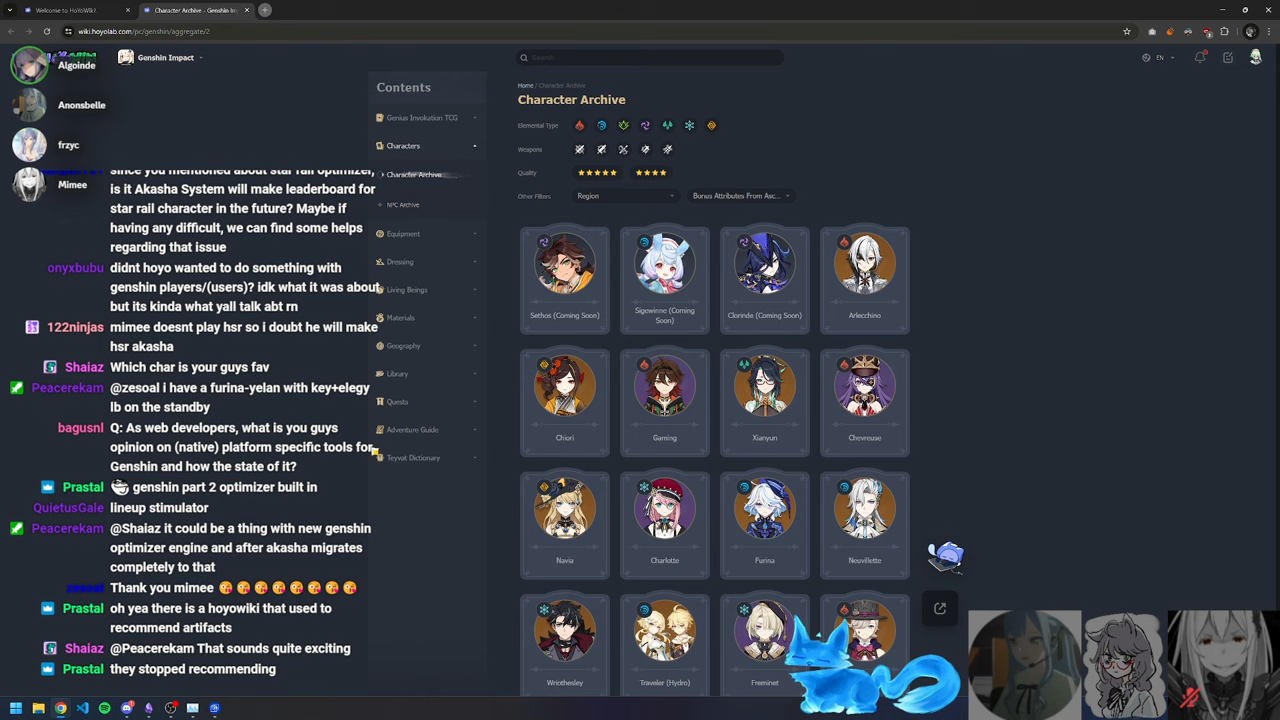 Welcome to HoYoWiki!
Character Archive - Genshin Im
wiki.hoyolab.com/pc/genshin/aggregate/2
Genshin Impact
Search
EN
Algoinde
Anonsbelle
frzyc
Mimee
since you mentioned about star rail optimizer,
is it Akasha System will make leaderboard for
star rail character in the future? Maybe if
having any difficult, we can find some helps
regarding that issue
onyxbubu didnt hoyo wanted to do something with
genshin players/(users)? idk what it was about
but its kinda what yall talk abt rn
122ninjas mimee doesnt play hsr so i doubt he will make
hsr akasha
Shaiaz Which char is your guys fav
Peacerekam @zesoal i have a furina-yelan with key+elegy
lb on the standby
bagusnl Q: As web developers, what is you guys
opinion on (native) platform specific tools for
Genshin and how the state of it?
Prastal genshin part 2 optimizer built in
QuietusGale lineup stimulator
Peacerekam @Shaiaz it could be a thing with new genshin
optimizer engine and after akasha migrates
completely to that
zesoal Thank you mimee 😘😘😘😘😘😘😘
Prastal oh yea there is a hoyowiki that used to
recommend artifacts
Shaiaz @Peacerekam That sounds quite exciting
Prastal they stopped recommending
Contents
Genius Invokation TCG
Characters
Character Archive
NPC Archive
Equipment
Dressing
Living Beings
Materials
Geography
Library
Quests
Adventure Guide
Teyvat Dictionary
Home / Character Archive
Character Archive
Elemental Type
Weapons
Quality
Other Filters
Region
Bonus Attributes From Asc...
Sethos (Coming Soon)
Sigewinne (Coming
Soon)
Clorinde (Coming Soon)
Arlecchino
Chiori
Gaming
Xianyun
Chevreuse
Navia
Charlotte
Furina
Neuvillette
Wriothesley
Traveler (Hydro)
Freminet